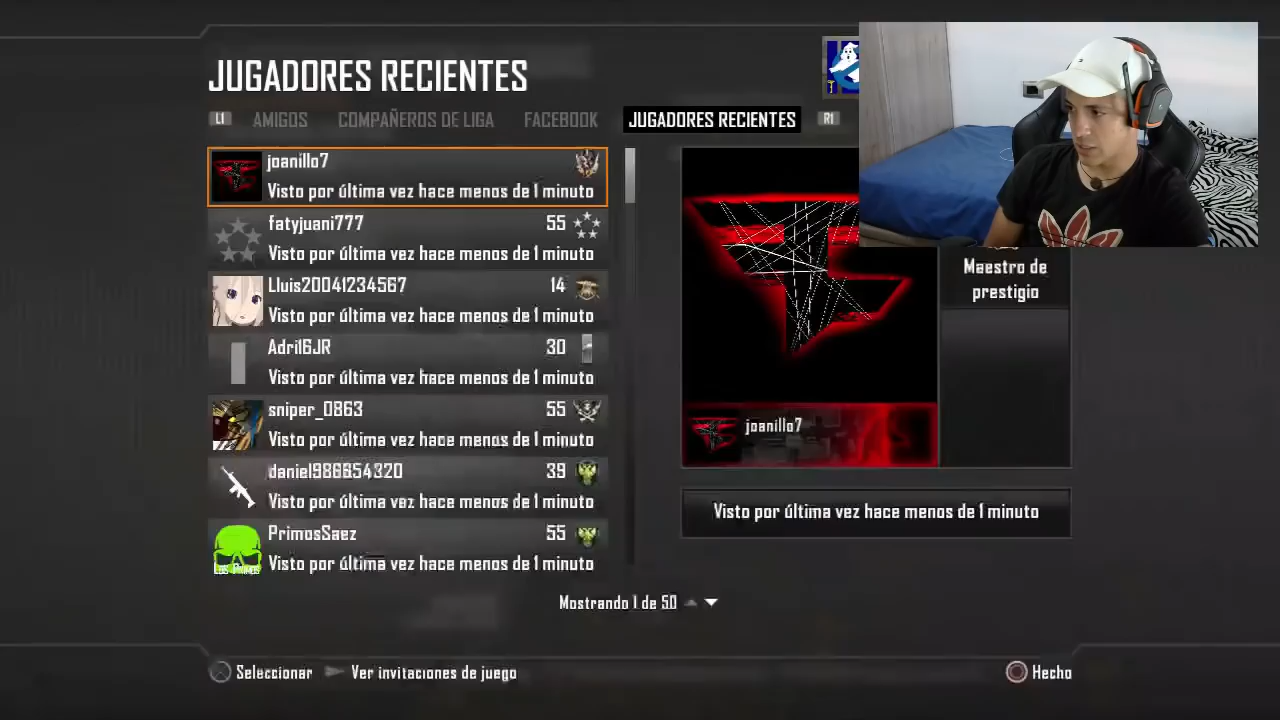 JUGADORES RECIENTES
L1 AMIGOS COMPAÑEROS DE LIGA FACEBOOK JUGADORES RECIENTES R1
joanillo7
Visto por última vez hace menos de 1 minuto
fatyjuani777 55
Visto por última vez hace menos de 1 minuto
Lluis20041234567 14
Visto por última vez hace menos de 1 minuto
Adri16JR 30
Visto por última vez hace menos de 1 minuto
sniper_0863 55
Visto por última vez hace menos de 1 minuto
daniel986654320 39
Visto por última vez hace menos de 1 minuto
PrimosSaez 55
Visto por última vez hace menos de 1 minuto
Mostrando 1 de 50
Maestro de
prestigio
joanillo7
Visto por última vez hace menos de 1 minuto
Seleccionar Ver invitaciones de juego Hecho